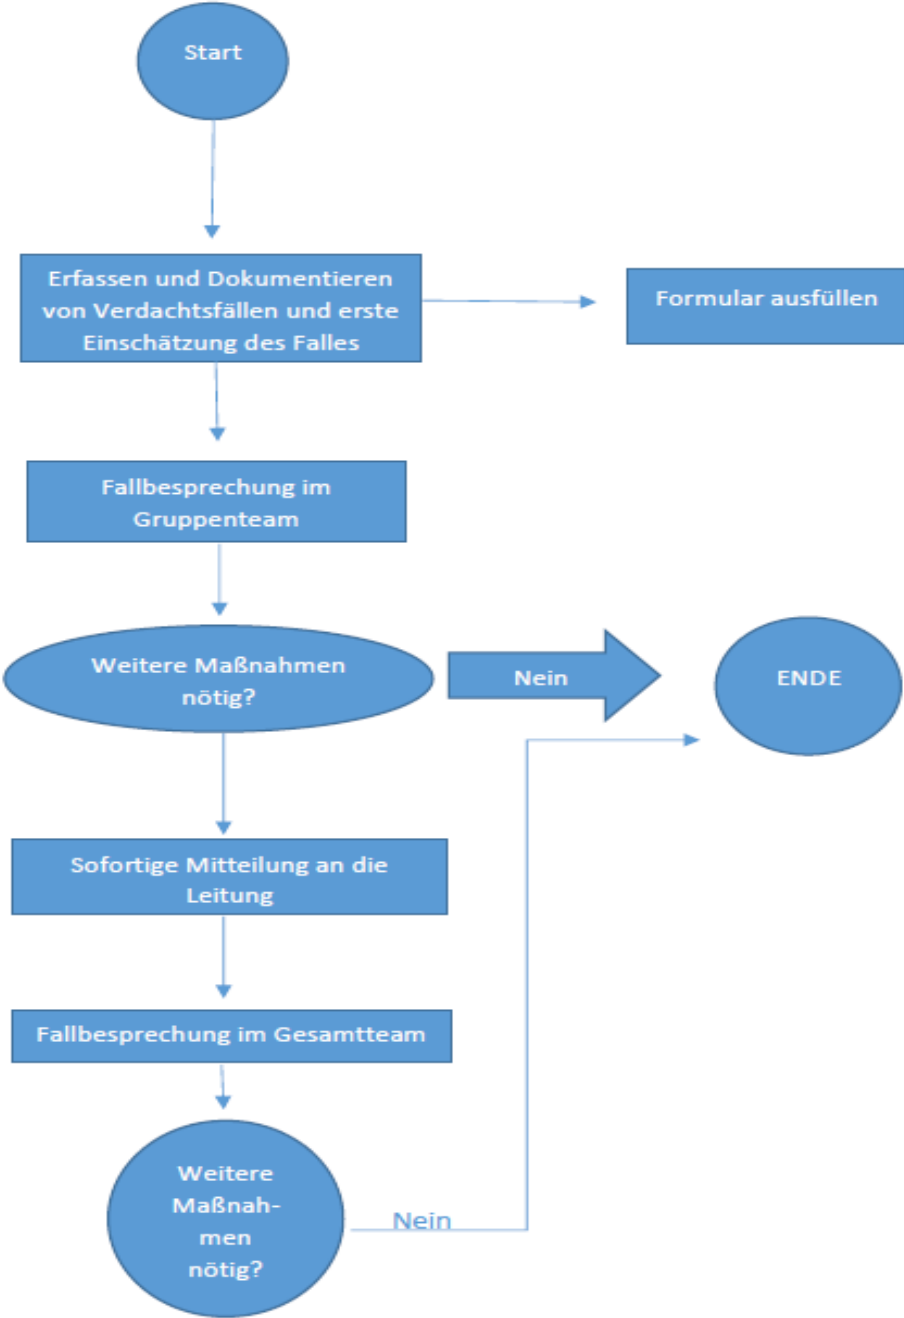 Start
Erfassen und Dokumentieren
von Verdachtsfällen und erste
Einschätzung des Falles
Formular ausfüllen
Fallbesprechung im
Gruppenteam
Weitere Maßnahmen
nötig?
Nein
ENDE
Sofortige Mitteilung an die
Leitung
Fallbesprechung im Gesamtteam
Weitere
Maßnah-
men
nötig?
Nein